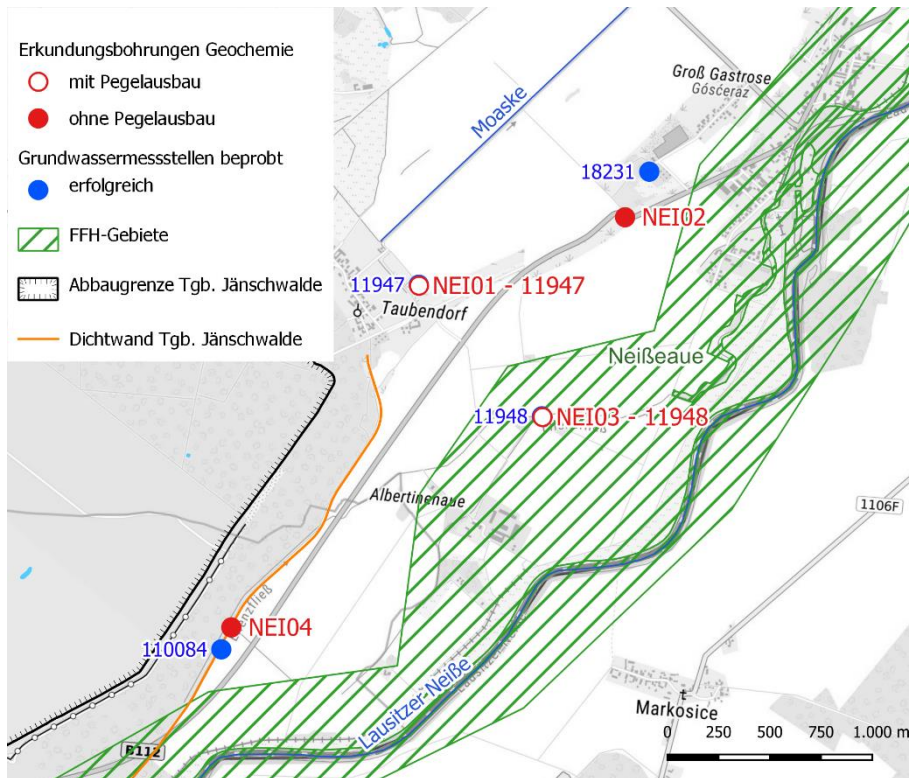 Erkundungsbohrungen Geochemie
mit Pegelausbau
ohne Pegelausbau
Grundwassermessstellen beprobt
erfolgreich
FFH-Gebiete
Abbaugrenze Tgb. Jänschwalde
Dichtwand Tgb. Jänschwalde
Moaske
Groß Gastrose
Gósćeraz
18231
NEI02
11947
NEI01 - 11947
Taubendorf
Neißeaue
11948
NEI03 - 11948
Albertinenaue
1106F
NEI04
110084
Lausitzer-Neiße
Markosice
B112
0 250 500 750 1.000 m